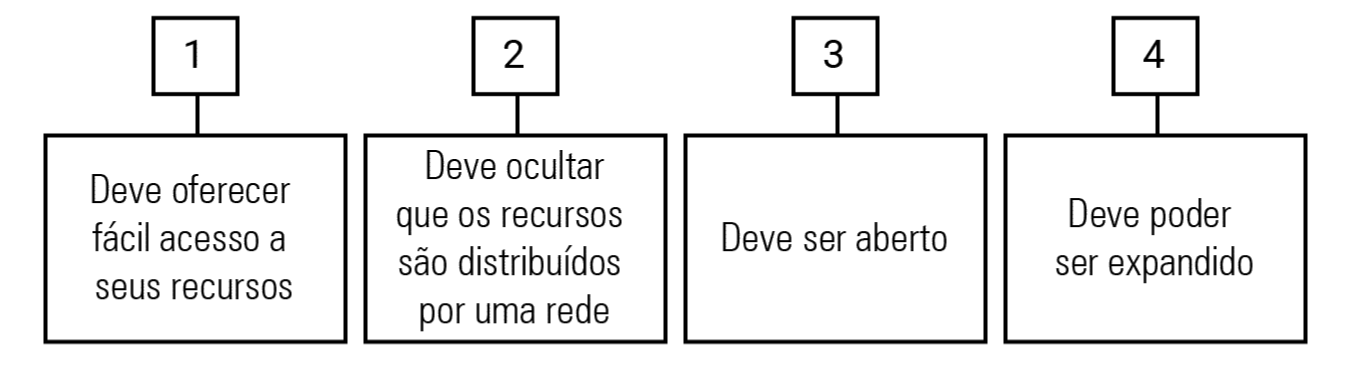 1
Deve oferecer
fácil acesso a
seus recursos
2
Deve ocultar
que os recursos
são distribuídos
por uma rede
3
Deve ser aberto
4
Deve poder
ser expandido